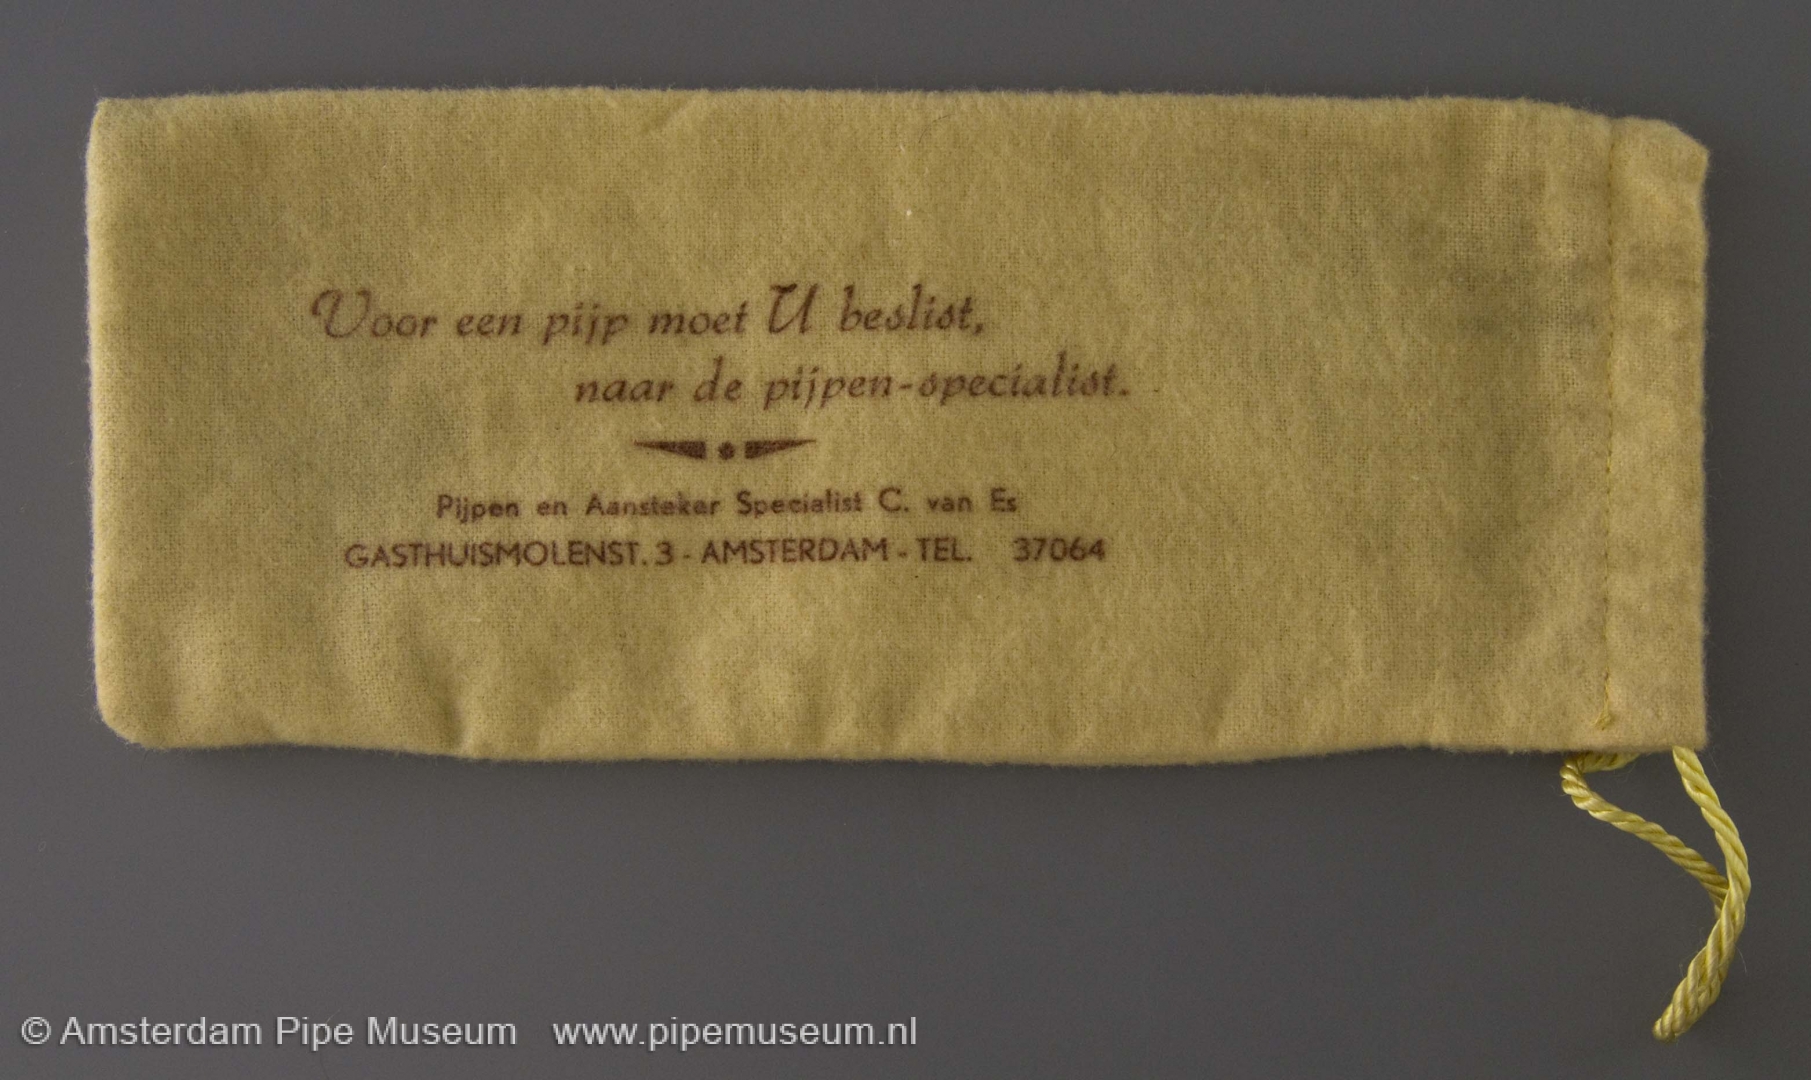 Voor een pijp moet U beslist,
naar de pijpen-specialist.
Pijpen en Aansteker Specialist C. van Es
GASTHUISMOLENST. 3 - AMSTERDAM - TEL. 37064
© Amsterdam Pipe Museum www.pipemuseum.nl